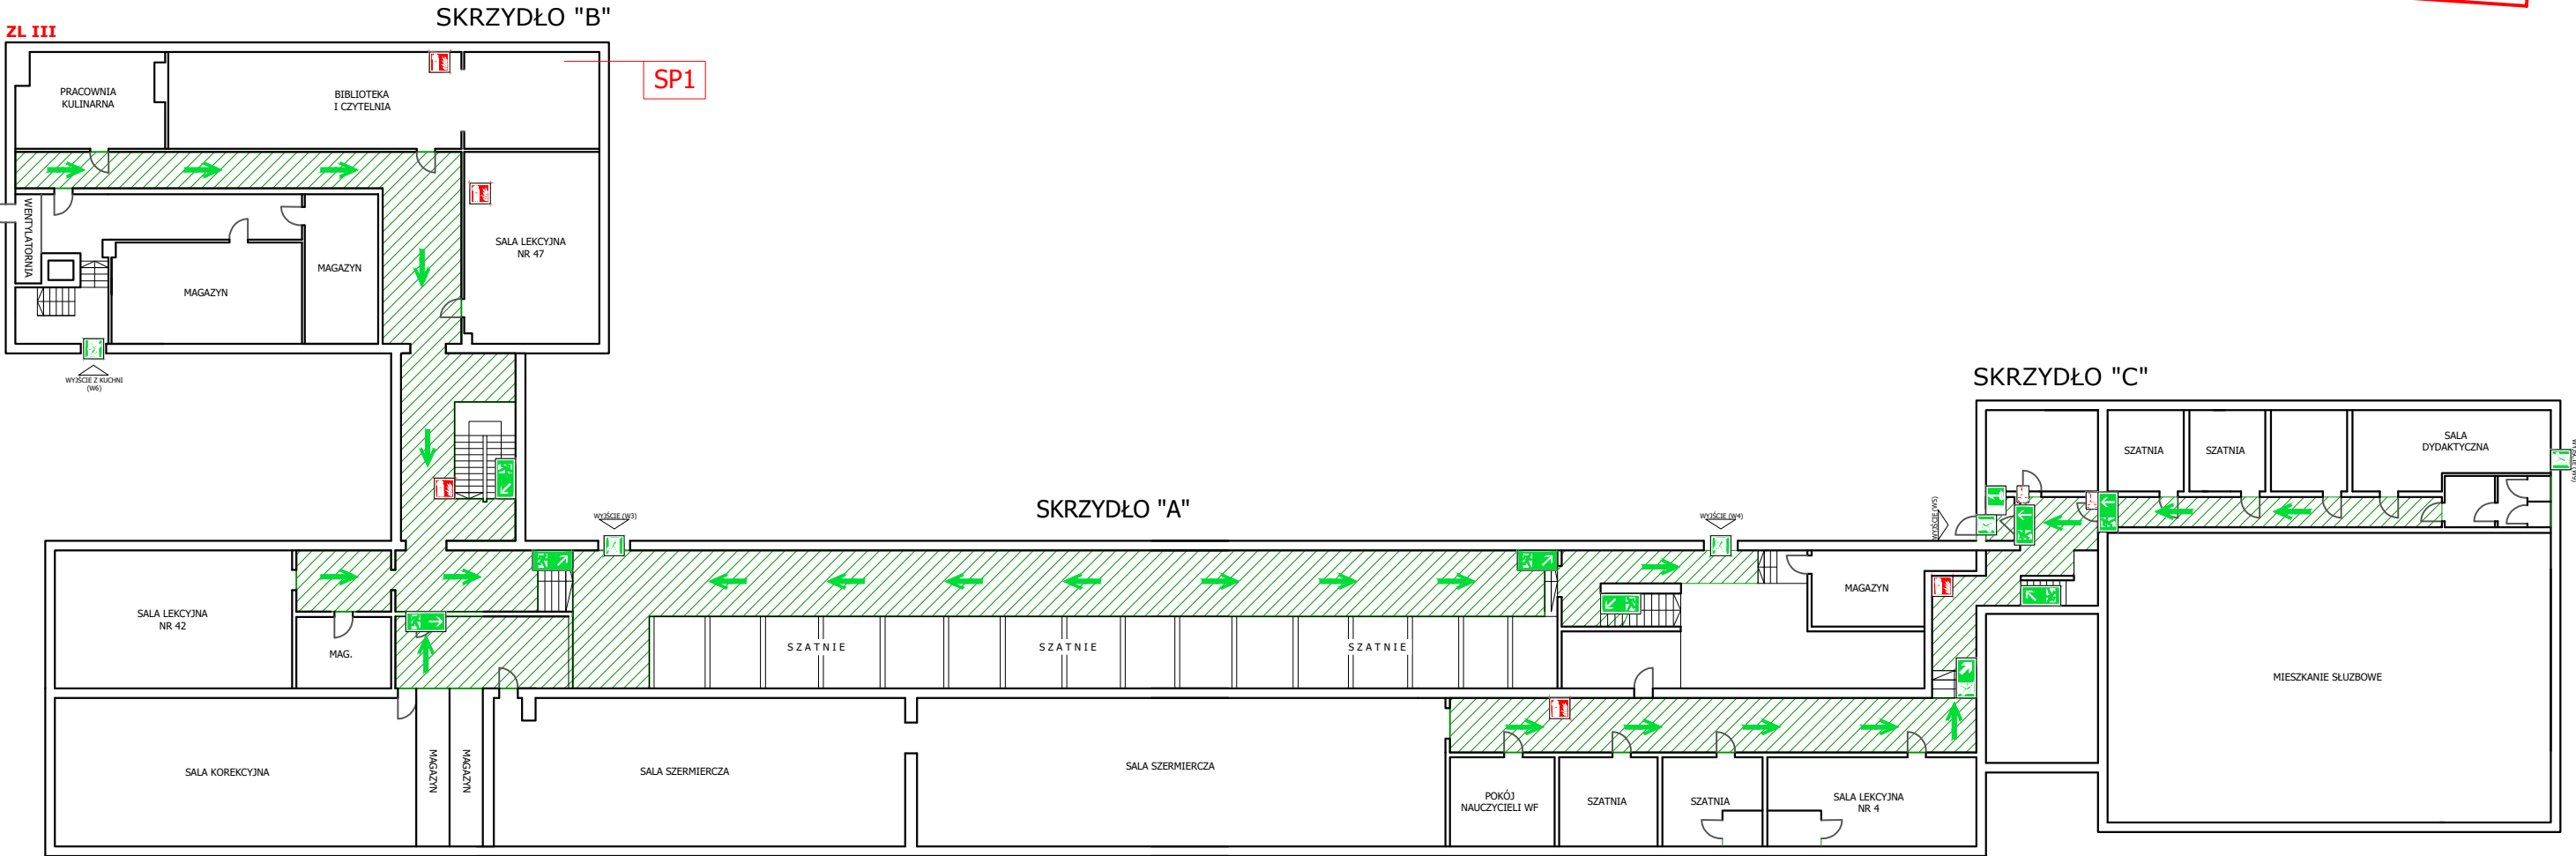 SKRZYDŁO "B"
ZL III
SP1
PRACOWNIA
KULINARNA
BIBLIOTEKA
I CZYTELNIA
WENTYLATORNIA
MAGAZYN
MAGAZYN
SALA LEKCYJNA
NR 47
WYJŚCIE Z KUCHNI
(W6)
SKRZYDŁO "C"
SKRZYDŁO "A"
WYJŚCIE (W3)
WYJŚCIE (W4)
WYJŚCIE (W5)
SZATNIA
SZATNIA
SALA
DYDAKTYCZNA
SALA LEKCYJNA
NR 42
MAG.
SZATNIE
SZATNIE
SZATNIE
MAGAZYN
MIESZKANIE SŁUZBOWE
SALA KOREKCYJNA
MAGAZYN
MAGAZYN
SALA SZERMIERCZA
SALA SZERMIERCZA
POKÓJ
NAUCZYCIELI WF
SZATNIA
SZATNIA
SALA LEKCYJNA
NR 4